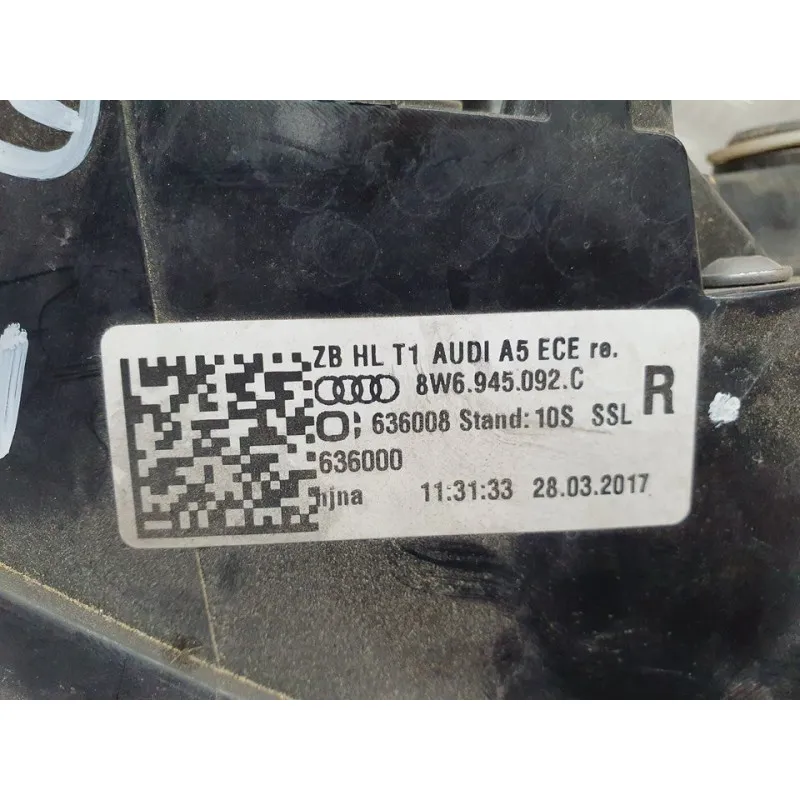 ZB HL T1 AUDI A5 ECE re.
8W6.945.092.C
R
636008 Stand: 10S SSL
636000
11:31:33 28.03.2017